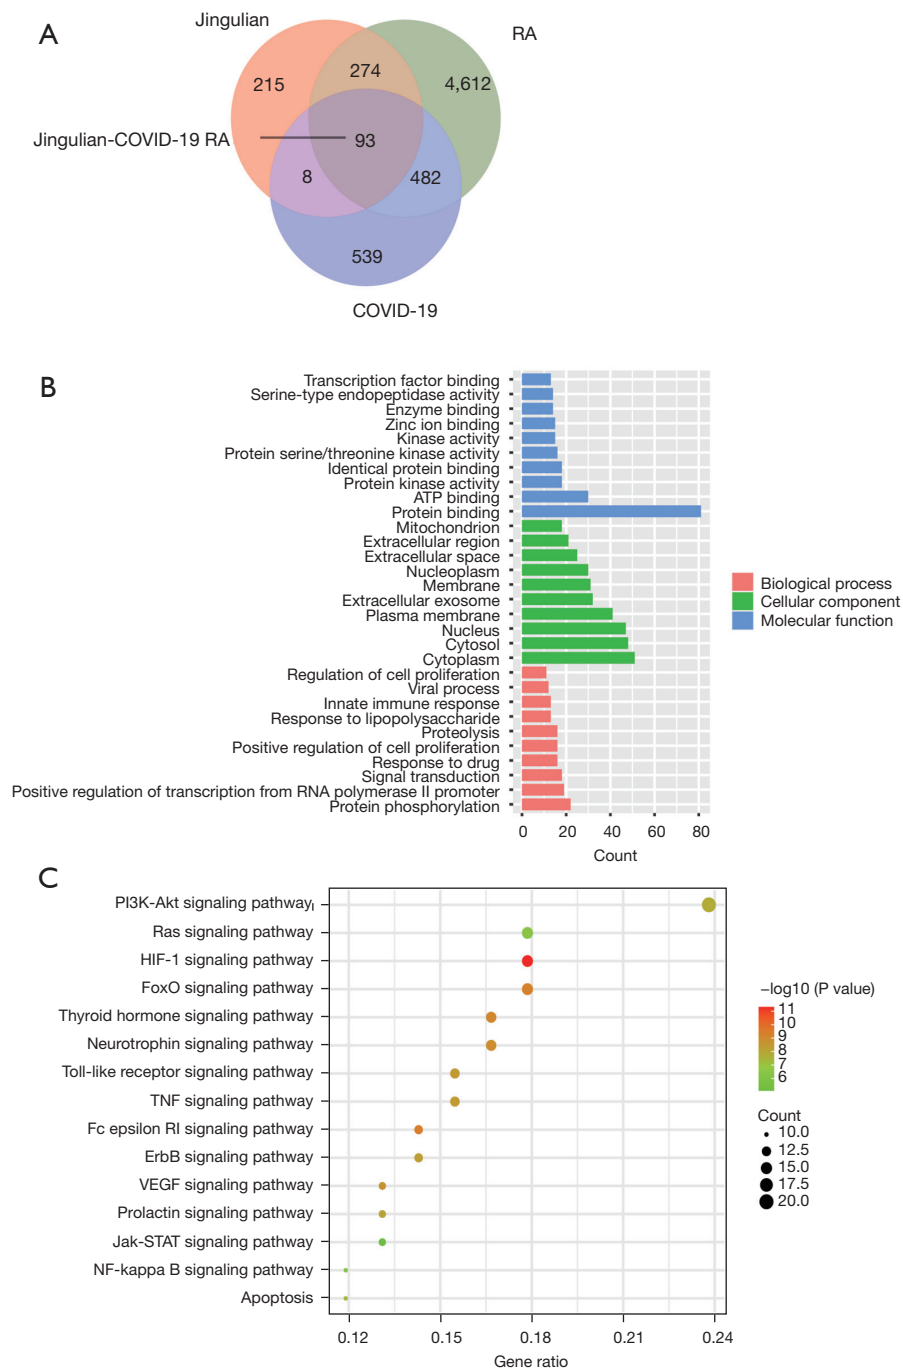 A
Jingulian
RA
215
274
4,612
Jingulian-COVID-19 RA
93
8
482
539
COVID-19
B
Transcription factor binding
Serine-type endopeptidase activity
Enzyme binding
Zinc ion binding
Kinase activity
Protein serine/threonine kinase activity
Identical protein binding
Protein kinase activity
ATP binding
Protein binding
Mitochondrion
Extracellular region
Extracellular space
Nucleoplasm
Membrane
Extracellular exosome
Plasma membrane
Nucleus
Cytosol
Cytoplasm
Regulation of cell proliferation
Viral process
Innate immune response
Response to lipopolysaccharide
Proteolysis
Positive regulation of cell proliferation
Response to drug
Signal transduction
Positive regulation of transcription from RNA polymerase II promoter
Protein phosphorylation
0 20 40 60 80
Count
Biological process
Cellular component
Molecular function
C
PI3K-Akt signaling pathway
Ras signaling pathway
HIF-1 signaling pathway
FoxO signaling pathway
Thyroid hormone signaling pathway
Neurotrophin signaling pathway
Toll-like receptor signaling pathway
TNF signaling pathway
Fc epsilon RI signaling pathway
ErbB signaling pathway
VEGF signaling pathway
Prolactin signaling pathway
Jak-STAT signaling pathway
NF-kappa B signaling pathway
Apoptosis
0.12 0.15 0.18 0.21 0.24
Gene ratio
−log10 (P value)
11
10
9
8
7
6
Count
10.0
12.5
15.0
17.5
20.0